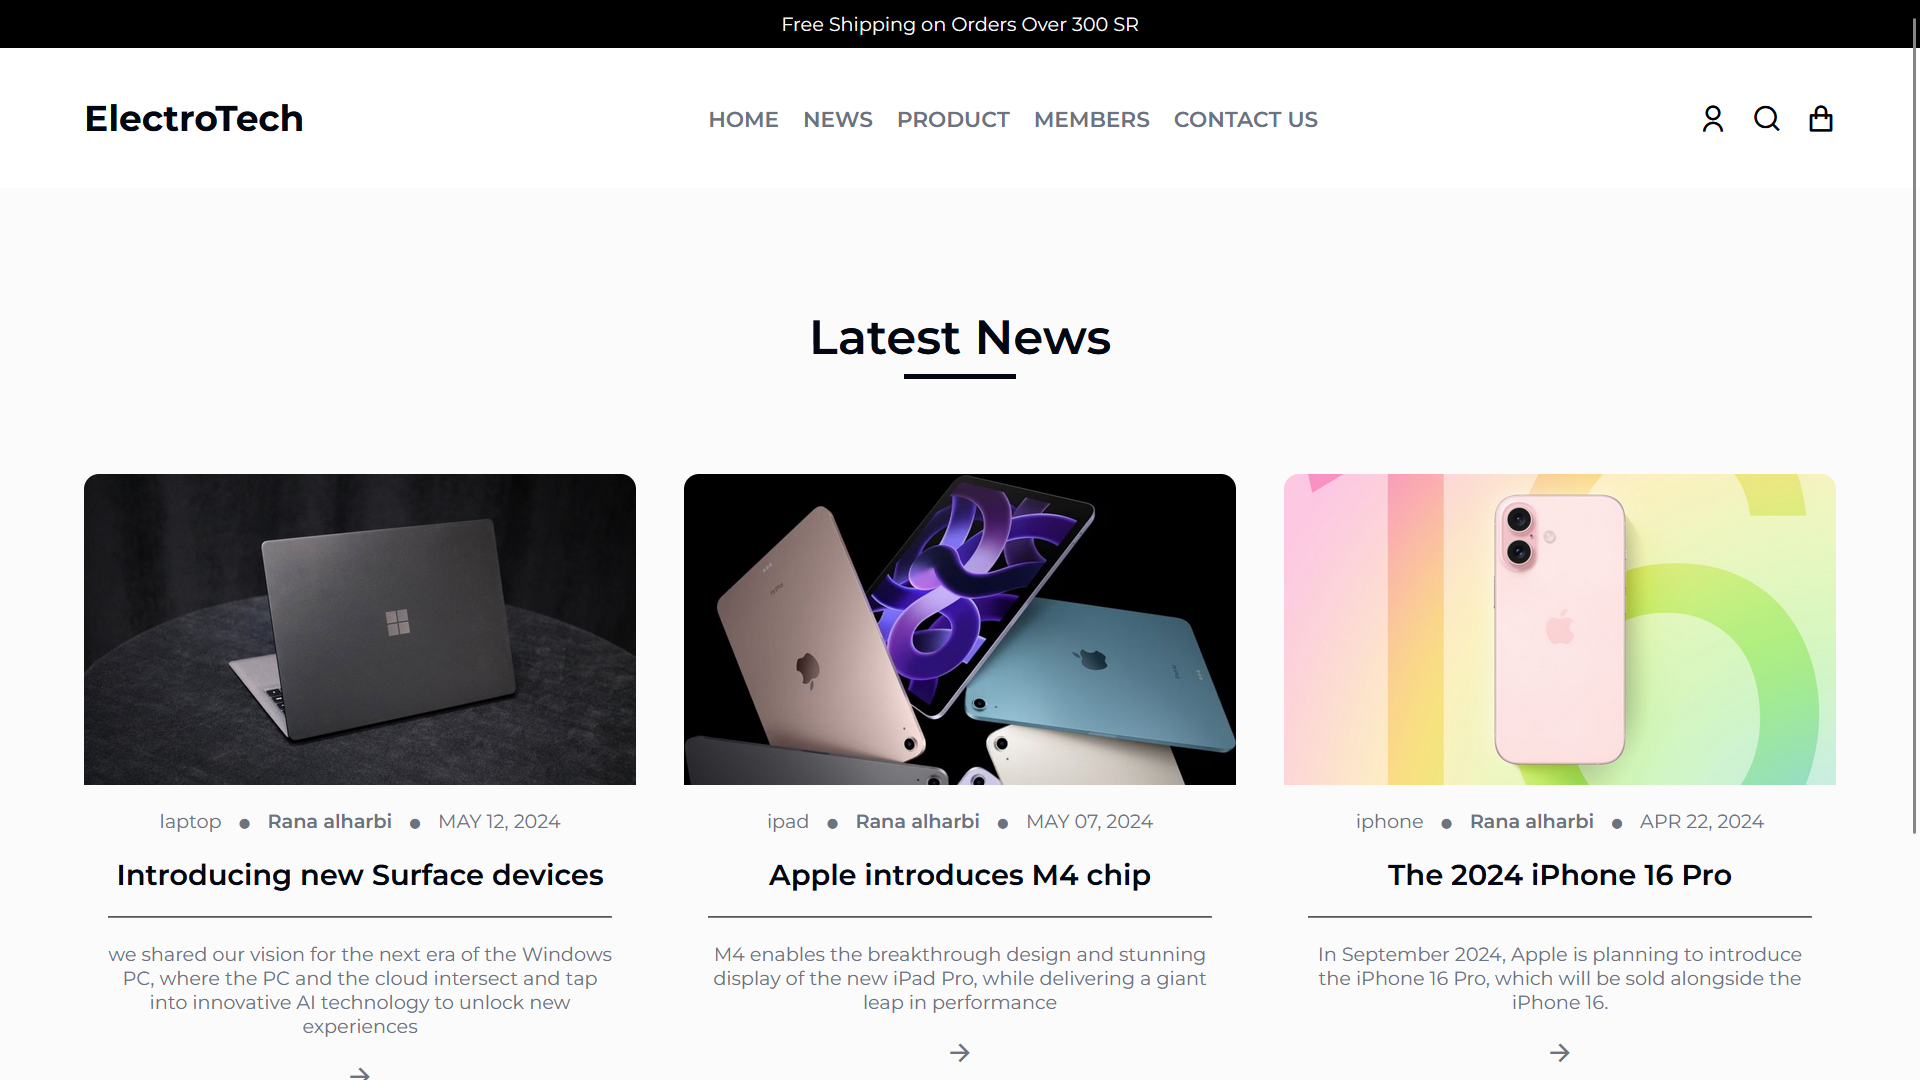 Free Shipping on Orders Over 300 SR
ElectroTech
HOME NEWS PRODUCT MEMBERS CONTACT US
Latest News
laptop ● Rana alharbi ● MAY 12, 2024
Introducing new Surface devices
we shared our vision for the next era of the Windows
PC, where the PC and the cloud intersect and tap
into innovative AI technology to unlock new
experiences
ipad ● Rana alharbi ● MAY 07, 2024
Apple introduces M4 chip
M4 enables the breakthrough design and stunning
display of the new iPad Pro, while delivering a giant
leap in performance
iphone ● Rana alharbi ● APR 22, 2024
The 2024 iPhone 16 Pro
In September 2024, Apple is planning to introduce
the iPhone 16 Pro, which will be sold alongside the
iPhone 16.